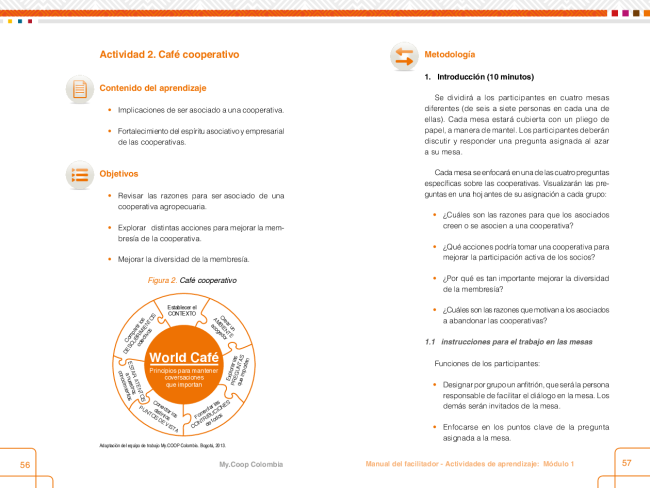 Actividad 2. Café cooperativo
Contenido del aprendizaje
• Implicaciones de ser asociado a una cooperativa.
• Fortalecimiento del espíritu asociativo y empresarial
de las cooperativas.
Objetivos
• Revisar las razones para ser asociado de una
cooperativa agropecuaria.
• Explorar distintas acciones para mejorar la mem-
bresía de la cooperativa.
• Mejorar la diversidad de la membresía.
Figura 2. Café cooperativo
Establecer el
CONTEXTO
Crear un
AMBIENTE
acogedor
Explorar las
PREGUNTAS
que importan
Fomentar las
CONTRIBUCIONES
de todos
Conectar los
distintos
PUNTOS DE VISTA
ESTAR ATENTOS
a nuestros
conocimientos
Compartir los
DESCUBRIMIENTOS
colectivos
World Café
Principios para mantener
coversaciones
que importan
Adaptación del equipo de trabajo My.COOP Colombia. Bogota, 2013.
56
My.Coop Colombia
Metodología
1. Introducción (10 minutos)
Se dividirá a los participantes en cuatro mesas
diferentes (de seis a siete personas en cada una de
ellas). Cada mesa estará cubierta con un pliego de
papel, a manera de mantel. Los participantes deberán
discutir y responder una pregunta asignada al azar
a su mesa.
Cada mesa se enfocará en una de las cuatro preguntas
específicas sobre las cooperativas. Visualizarán las pre-
guntas en una hoj antes de su asignación a cada grupo:
• ¿Cuáles son las razones para que los asociados
creen o se asocien a una cooperativa?
• ¿Qué acciones podría tomar una cooperativa para
mejorar la participación activa de los socios?
• ¿Por qué es tan importante mejorar la diversidad
de la membresía?
• ¿Cuáles son las razones que motivan a los asociados
a abandonar las cooperativas?
1.1 instrucciones para el trabajo en las mesas
Funciones de los participantes:
• Designar por grupo un anfitrión, que será la persona
responsable de facilitar el diálogo en la mesa. Los
demás serán invitados de la mesa.
• Enfocarse en los puntos clave de la pregunta
asignada a la mesa.
Manual del facilitador - Actividades de aprendizaje: Módulo 1
57